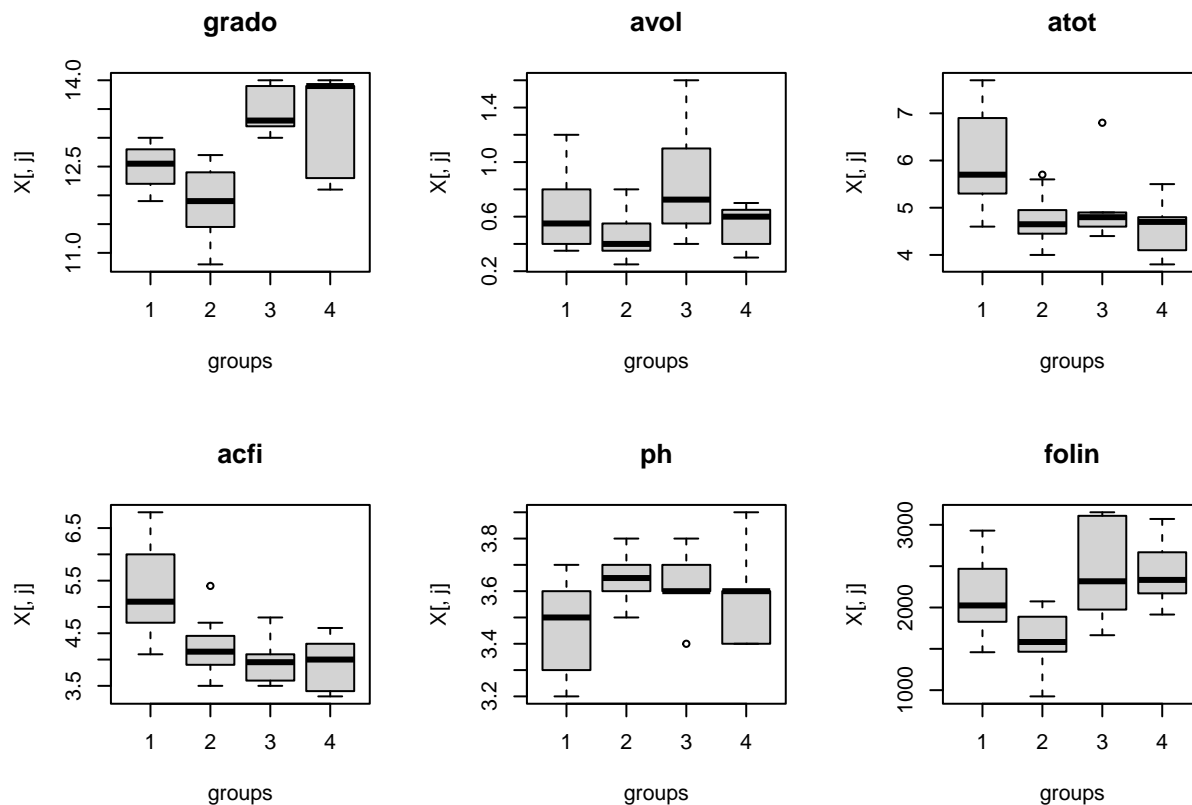 grado
X[, j]
14.0
12.5
11.0
1 2 3 4
groups
avol
X[, j]
1.4
1.0
0.6
0.2
1 2 3 4
groups
atot
X[, j]
7
6
5
4
1 2 3 4
groups
acfi
X[, j]
6.5
5.5
4.5
3.5
1 2 3 4
groups
ph
X[, j]
3.8
3.6
3.4
3.2
1 2 3 4
groups
folin
X[, j]
3000
2000
1000
1 2 3 4
groups